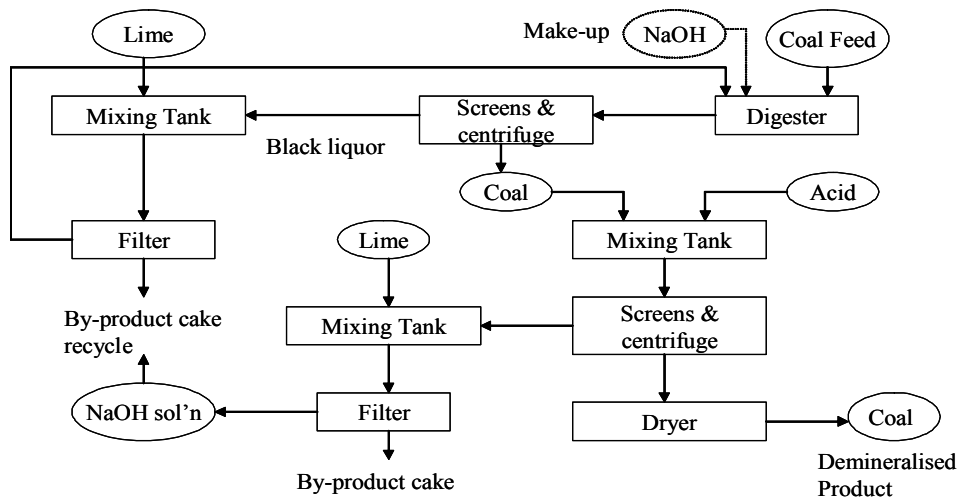 Lime
Make-up
NaOH
Coal Feed
Mixing Tank
Screens &
centrifuge
Digester
Black liquor
Coal
Acid
Filter
Lime
Mixing Tank
By-product cake
recycle
Mixing Tank
Screens &
centrifuge
NaOH sol'n
Filter
Dryer
Coal
By-product cake
Demineralised
Product